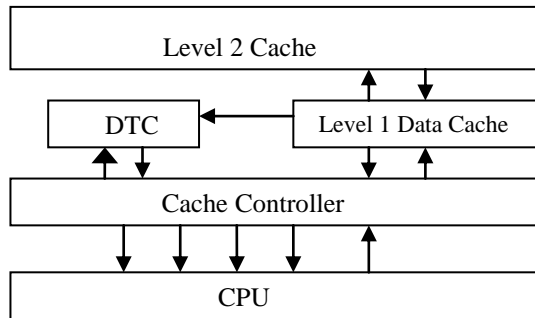 Level 2 Cache
DTC
Level 1 Data Cache
Cache Controller
CPU